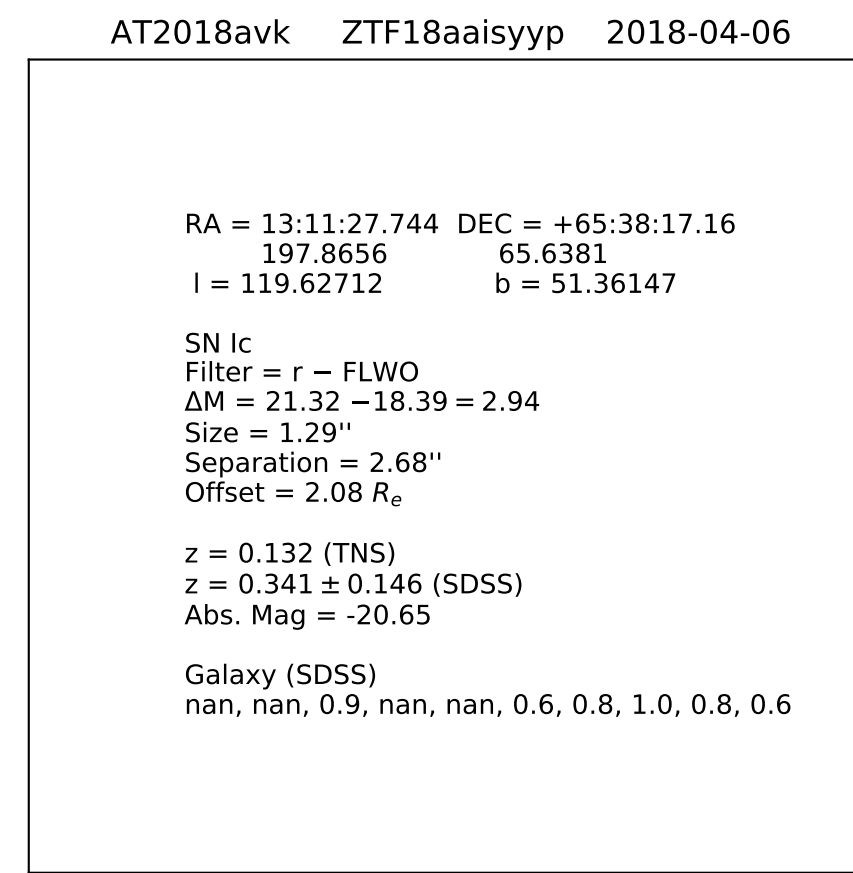 AT2018avk ZTF18aaisyyp 2018-04-06
RA = 13:11:27.744 DEC = +65:38:17.16
197.8656 65.6381
l = 119.62712 b = 51.36147
SN Ic
Filter = r − FLWO
ΔM = 21.32 −18.39 = 2.94
Size = 1.29''
Separation = 2.68''
Offset = 2.08 Rₑ
z = 0.132 (TNS)
z = 0.341 ± 0.146 (SDSS)
Abs. Mag = -20.65
Galaxy (SDSS)
nan, nan, 0.9, nan, nan, 0.6, 0.8, 1.0, 0.8, 0.6